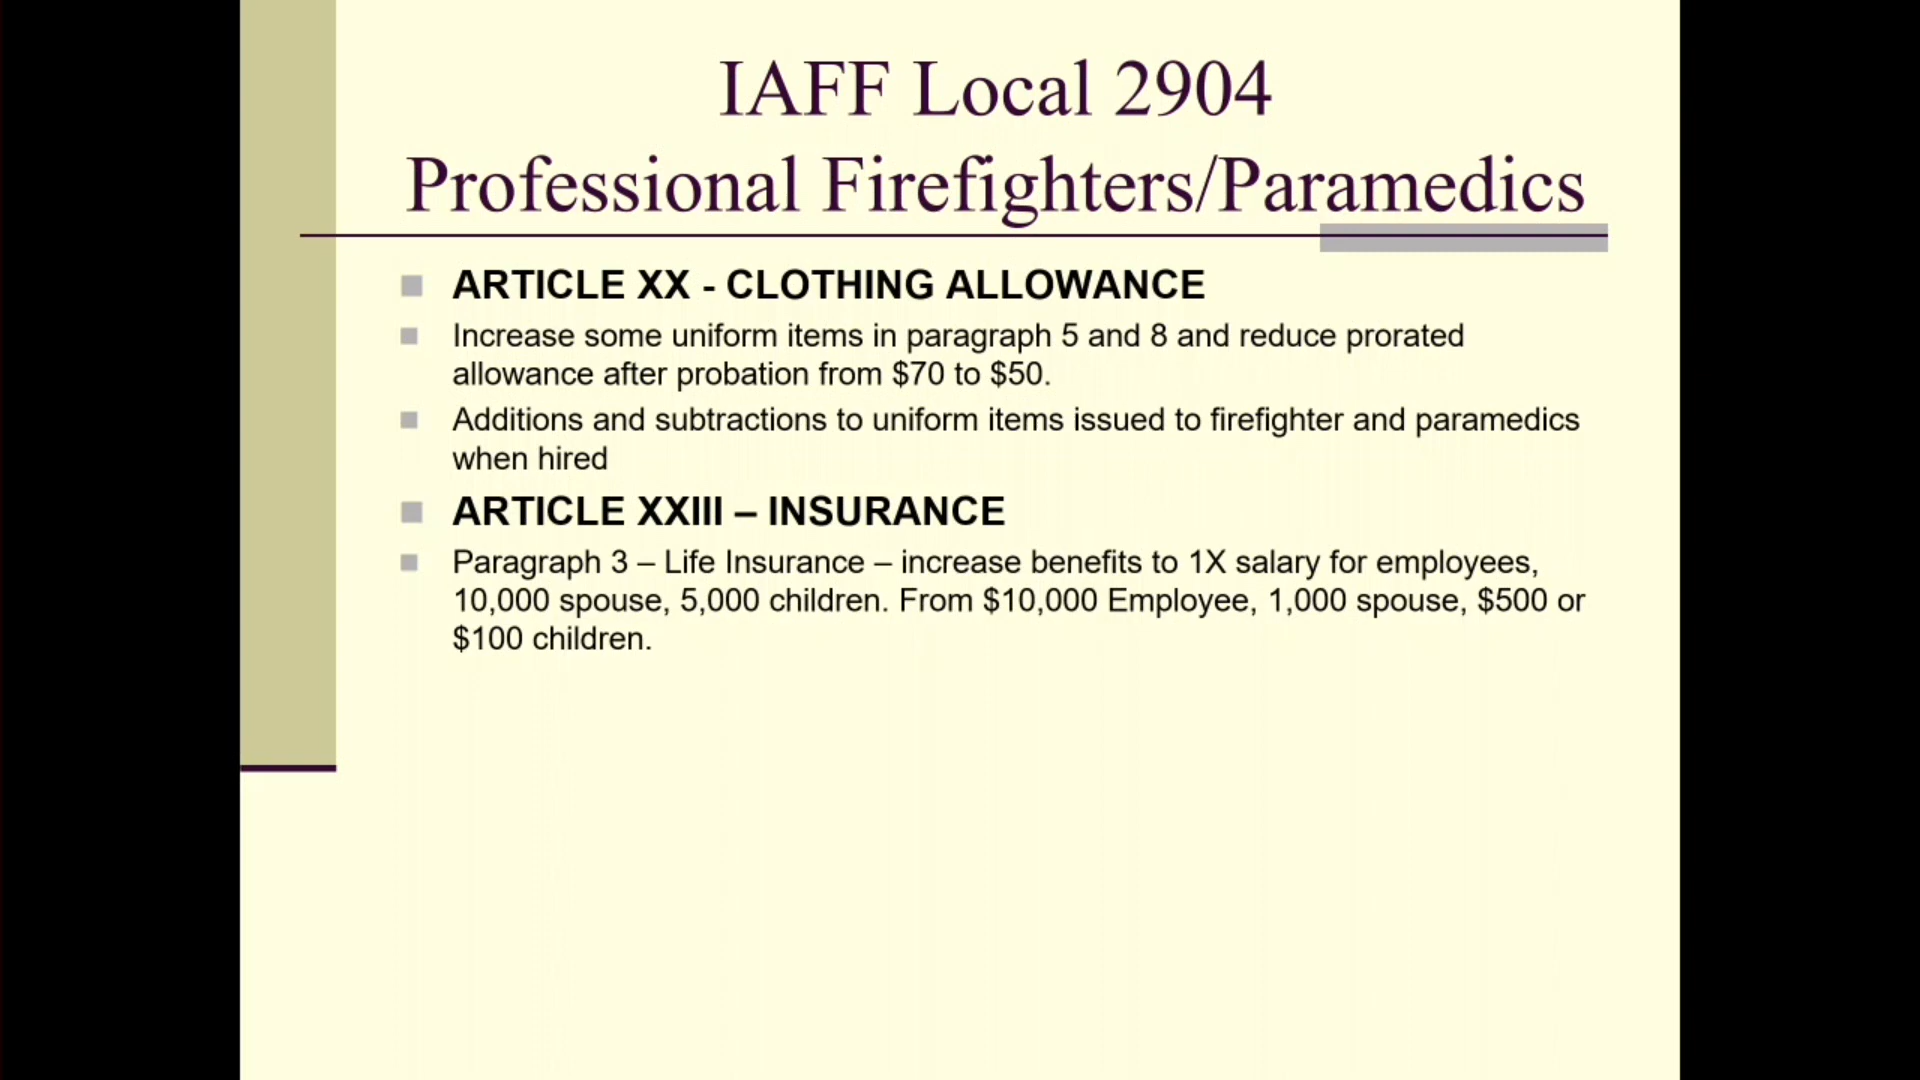 IAFF Local 2904
Professional Firefighters/Paramedics
ARTICLE XX - CLOTHING ALLOWANCE
Increase some uniform items in paragraph 5 and 8 and reduce prorated
allowance after probation from $70 to $50.
Additions and subtractions to uniform items issued to firefighter and paramedics
when hired
ARTICLE XXIII – INSURANCE
Paragraph 3 – Life Insurance – increase benefits to 1X salary for employees,
10,000 spouse, 5,000 children. From $10,000 Employee, 1,000 spouse, $500 or
$100 children.